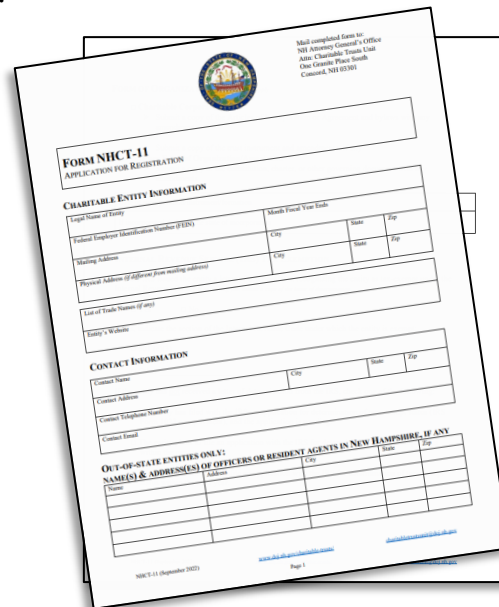 Mail completed form to:
NH Attorney General's Office
Attn: Charitable Trusts Unit
One Granite Place South
Concord, NH 03301
FORM NHCT-11
APPLICATION FOR REGISTRATION
CHARITABLE ENTITY INFORMATION
Legal Name of Entity
Federal Employer Identification Number (FEIN) Month Fiscal Year Ends
Mailing Address City State Zip
Physical Address (if different from mailing address) City State Zip
List of Trade Names (if any)
Entity's Website
CONTACT INFORMATION
Contact Name
Contact Address City State Zip
Contact Telephone Number
Contact Email
OUT-OF-STATE ENTITIES ONLY:
NAME(S) & ADDRESS(ES) OF OFFICERS OR RESIDENT AGENTS IN NEW HAMPSHIRE, IF ANY
Name Address City State Zip
NHCT-11 (September 2022)
Page 1